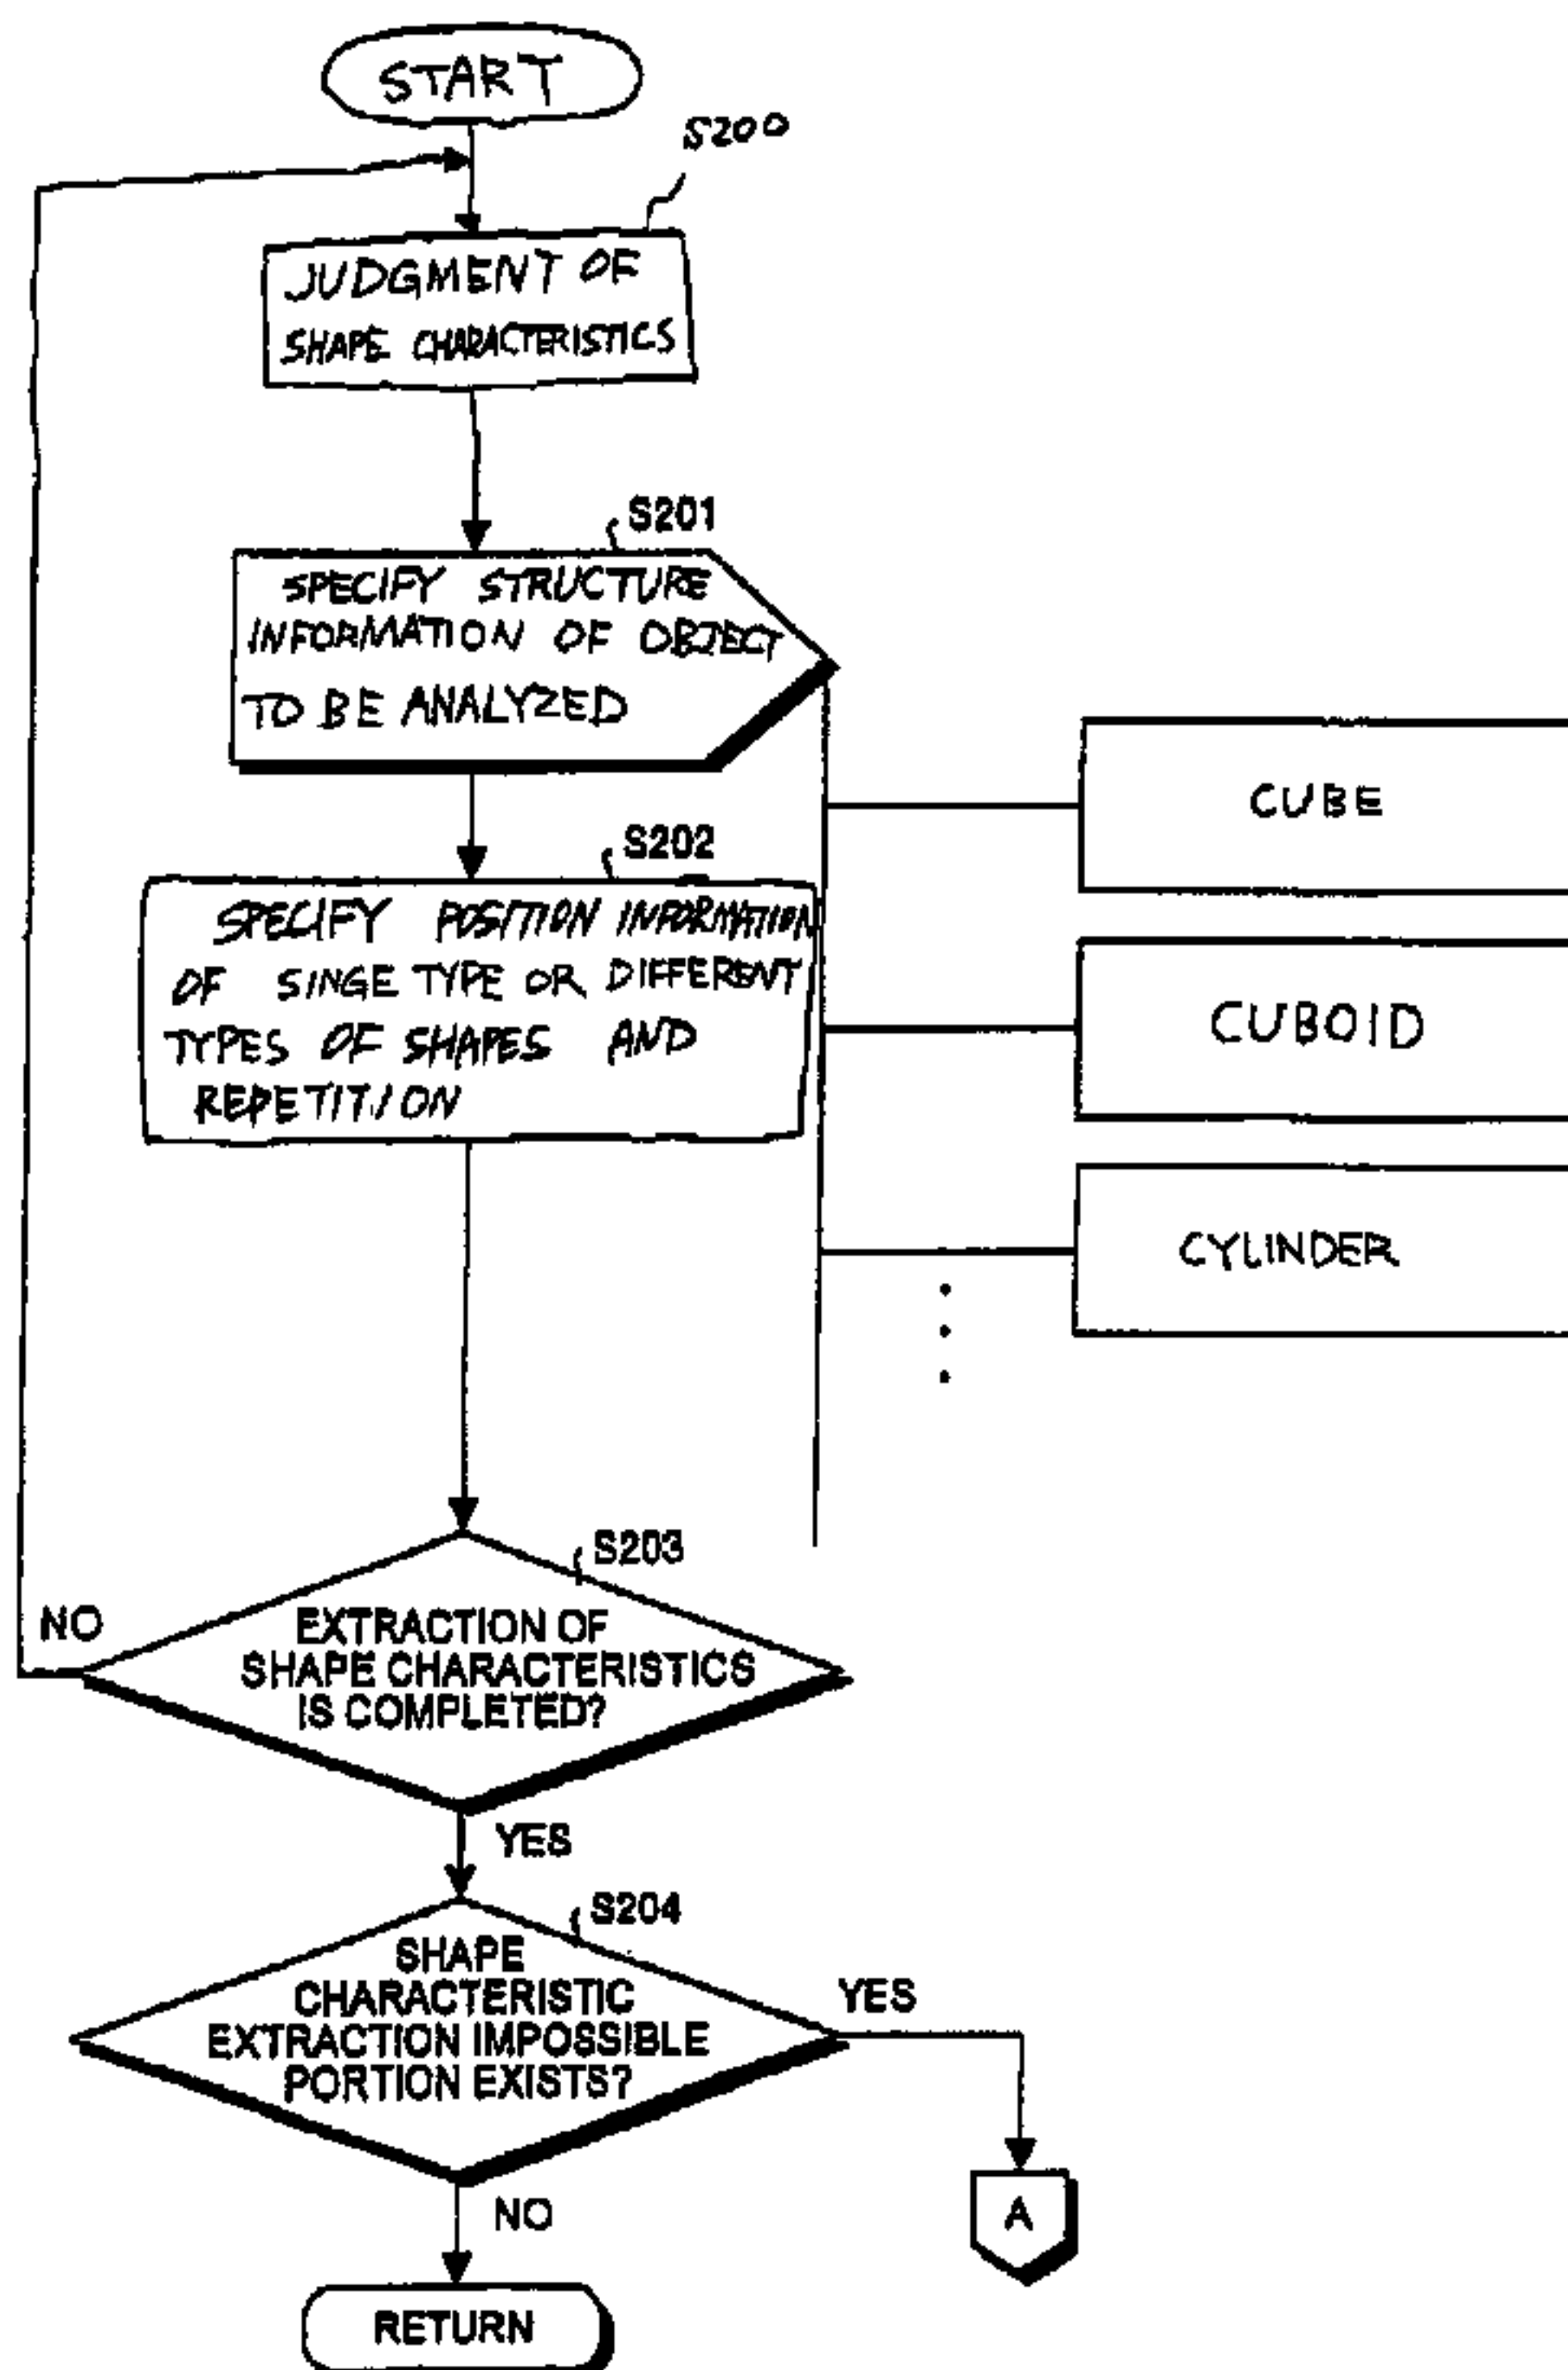 START
S200
JUDGMENT OF
SHAPE CHARACTERISTICS
S201
SPECIFY STRUCTURE
INFORMATION OF OBJECT
TO BE ANALYZED
CUBE
S202
SPECIFY POSITION INFORMATION
OF SINGE TYPE OR DIFFERENT
TYPES OF SHAPES AND
REPETITION
CUBOID
CYLINDER
S203
NO
EXTRACTION OF
SHAPE CHARACTERISTICS
IS COMPLETED?
YES
S204
SHAPE
CHARACTERISTIC
EXTRACTION IMPOSSIBLE
PORTION EXISTS?
YES
A
NO
RETURN